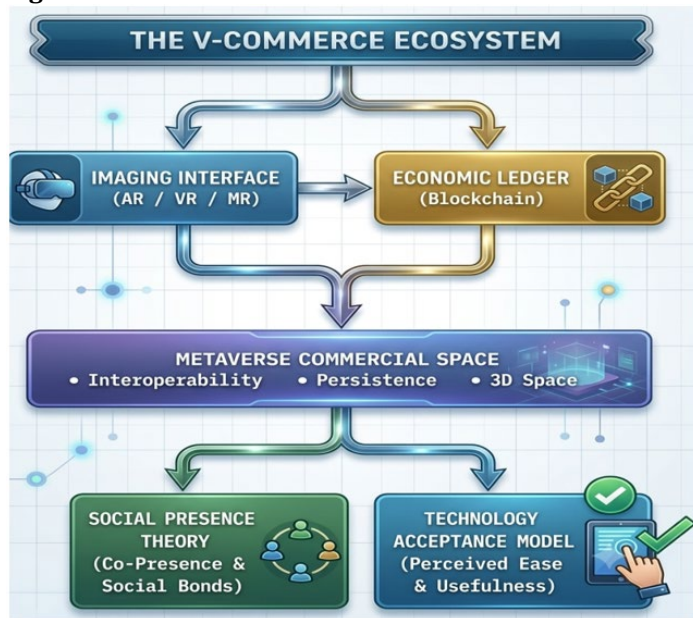 THE V-COMMERCE ECOSYSTEM
IMAGING INTERFACE
(AR / VR / MR)
ECONOMIC LEDGER
(Blockchain)
METAVERSE COMMERCIAL SPACE
• Interoperability • Persistence • 3D Space
SOCIAL PRESENCE
THEORY
(Co-Presence &
Social Bonds)
TECHNOLOGY
ACCEPTANCE MODEL
(Perceived Ease
& Usefulness)